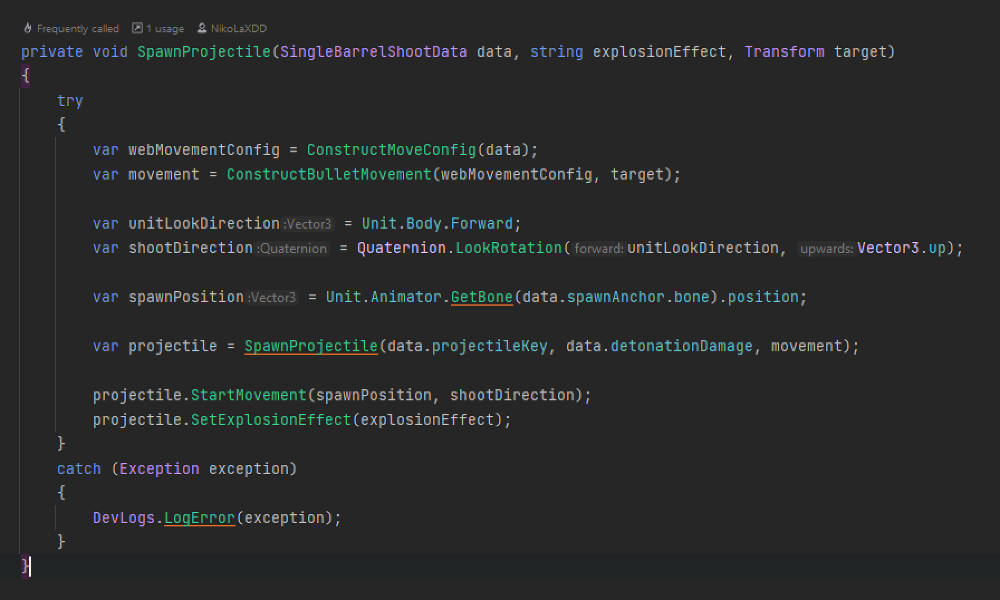 Frequently called 1 usage NikoLaXDD
private void SpawnProjectile(SingleBarrelShootData data, string explosionEffect, Transform target)
{
try
{
var webMovementConfig = ConstructMoveConfig(data);
var movement = ConstructBulletMovement(webMovementConfig, target);
var unitLookDirection :Vector3 = Unit.Body.Forward;
var shootDirection :Quaternion = Quaternion.LookRotation( forward: unitLookDirection, upwards: Vector3.up);
var spawnPosition :Vector3 = Unit.Animator.GetBone(data.spawnAnchor.bone).position;
var projectile = SpawnProjectile(data.projectileKey, data.detonationDamage, movement);
projectile.StartMovement(spawnPosition, shootDirection);
projectile.SetExplosionEffect(explosionEffect);
}
catch (Exception exception)
{
DevLogs.LogError(exception);
}
}